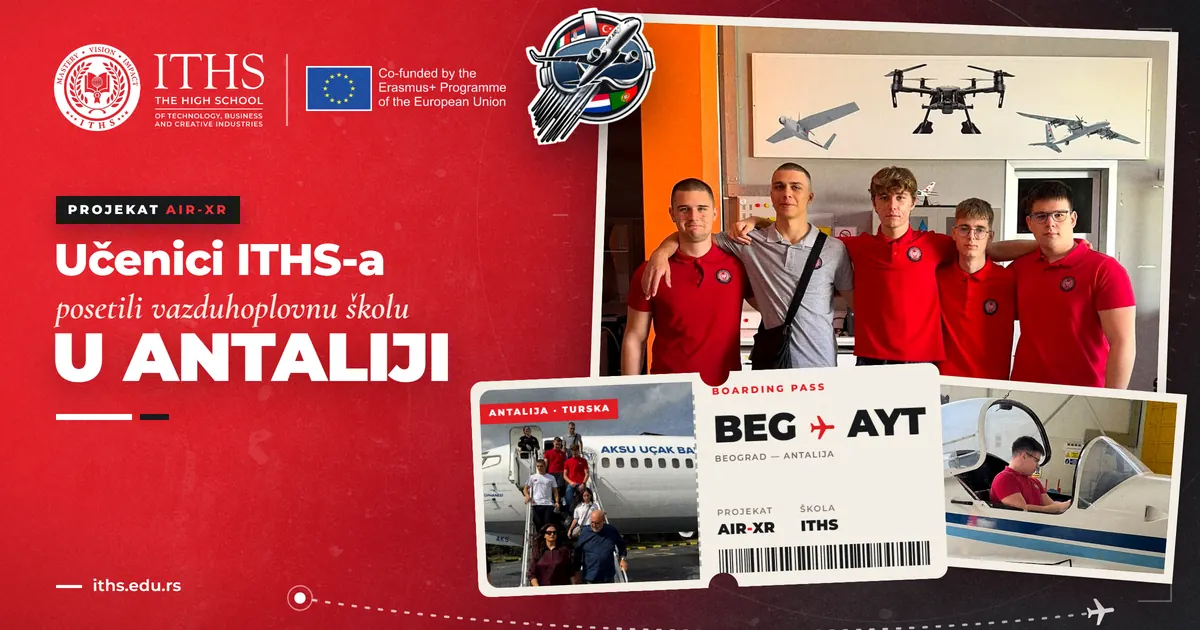 MASTERY • VISION • IMPACT
ITHS
ITHS
THE HIGH SCHOOL
OF TECHNOLOGY, BUSINESS
AND CREATIVE INDUSTRIES
Co-funded by the
Erasmus+ Programme
of the European Union
PROJEKAT AIR-XR
Učenici ITHS-a
posetili vazduhoplovnu školu
U ANTALIJI
ANTALIJA · TURSKA
AKSU UÇAK BA
BOARDING PASS
BEG AYT
BEOGRAD — ANTALIJA
PROJEKAT ŠKOLA
AIR-XR ITHS
iths.edu.rs